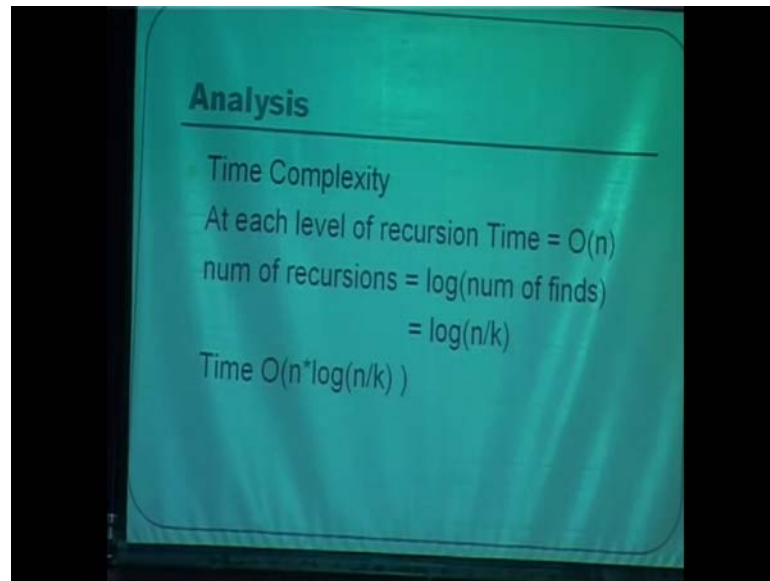 Analysis
Time Complexity
At each level of recursion Time = O(n)
num of recursions = log(num of finds)
= log(n/k)
Time O(n*log(n/k) )